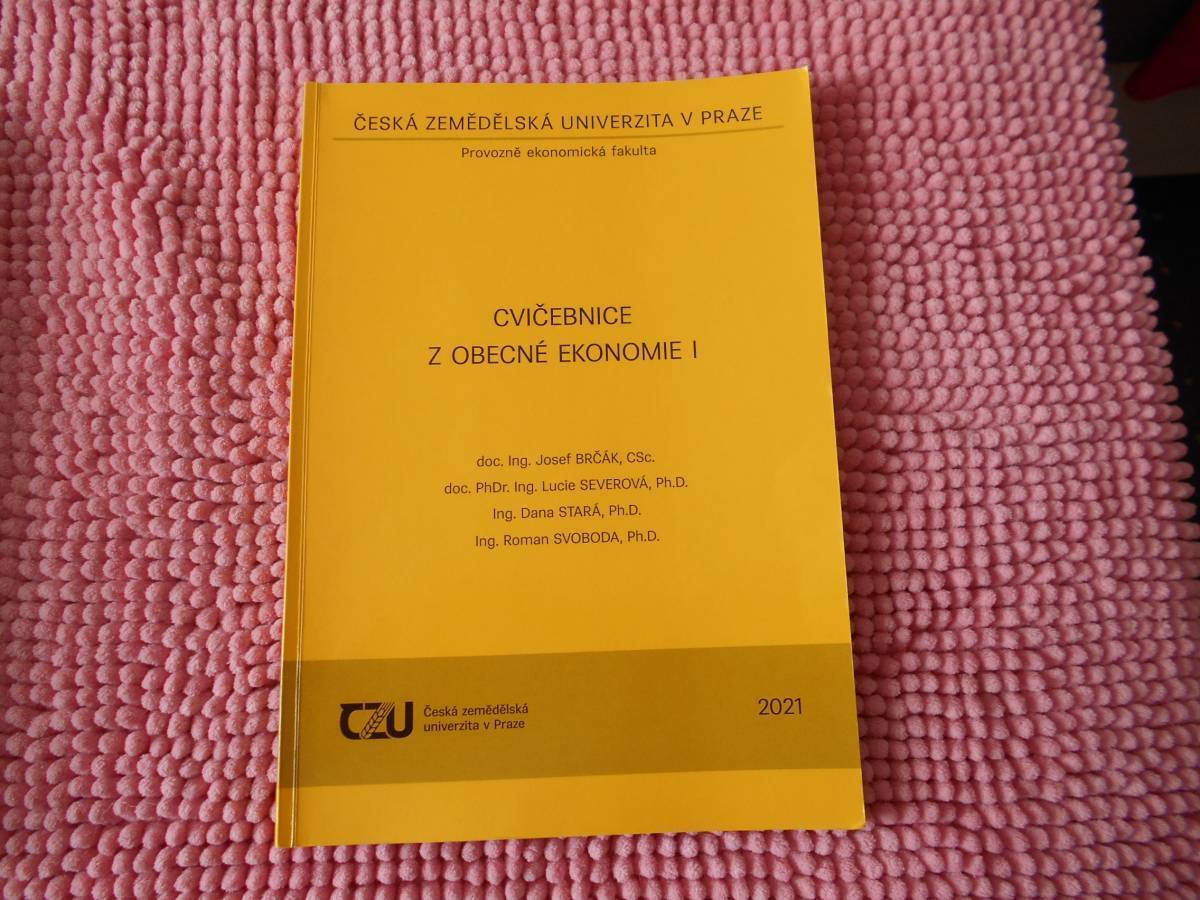 ČESKÁ ZEMĚDĚLSKÁ UNIVERZITA V PRAZE
Provozně ekonomická fakulta
CVIČEBNICE
Z OBECNÉ EKONOMIE I
doc. Ing. Josef BRČÁK, CSc.
doc. PhDr. Ing. Lucie SEVEROVÁ, Ph.D.
Ing. Dana STARÁ, Ph.D.
Ing. Roman SVOBODA, Ph.D.
CZU
Česká zemědělská
univerzita v Praze
2021